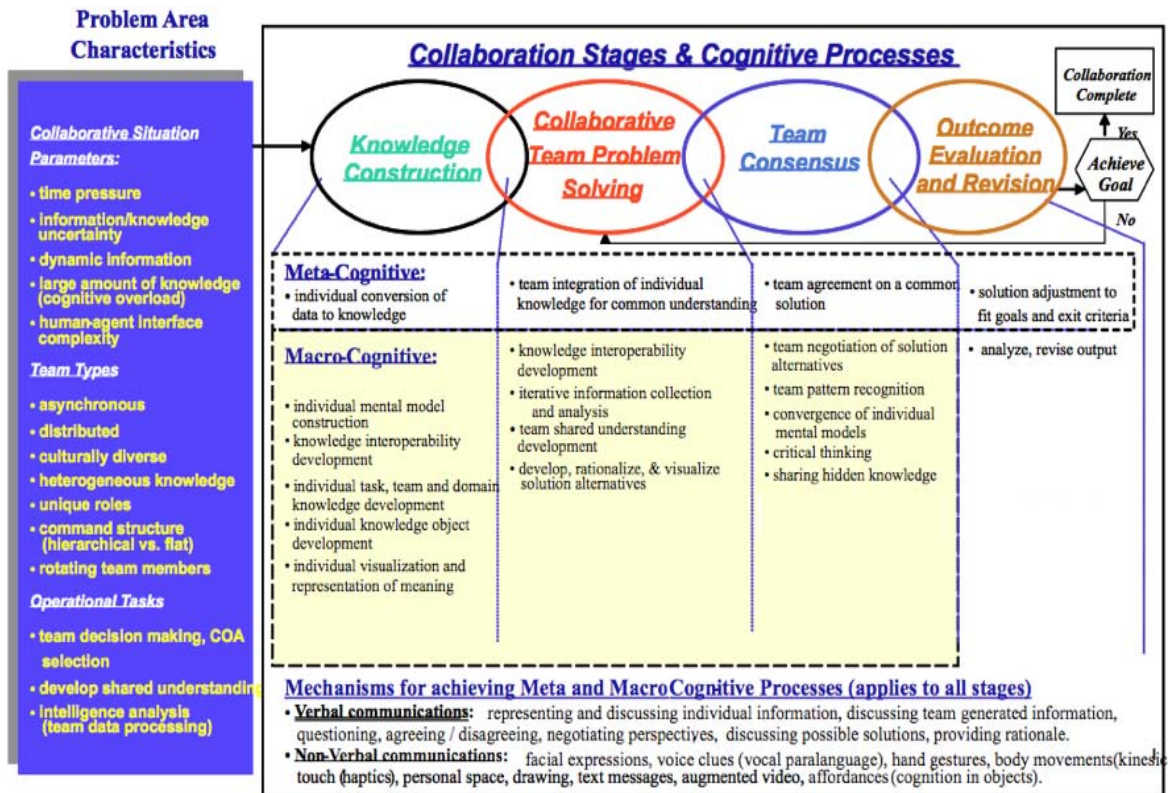 Problem Area
Characteristics
Collaborative Situation
Parameters:
• time pressure
• information/knowledge
uncertainty
• dynamic information
• large amount of knowledge
(cognitive overload)
• human-agent interface
complexity
Team Types
• asynchronous
• distributed
• culturally diverse
• heterogeneous knowledge
• unique roles
• command structure
(hierarchical vs. flat)
• rotating team members
Operational Tasks
• team decision making, COA
selection
• develop shared understanding
• intelligence analysis
(team data processing)
Collaboration Stages & Cognitive Processes
Knowledge
Construction
Collaborative
Team Problem
Solving
Team
Consensus
Outcome
Evaluation
and Revision
Collaboration
Complete
Yes
Achieve
Goal
No
Meta-Cognitive:
• individual conversion of
data to knowledge
• team integration of individual
knowledge for common understanding
• team agreement on a common
solution
• solution adjustment to
fit goals and exit criteria
Macro-Cognitive:
• individual mental model
construction
• knowledge interoperability
development
• individual task, team and domain
knowledge development
• individual knowledge object
development
• individual visualization and
representation of meaning
• knowledge interoperability
development
• iterative information collection
and analysis
• team shared understanding
development
• develop, rationalize, & visualize
solution alternatives
• team negotiation of solution
alternatives
• team pattern recognition
• convergence of individual
mental models
• critical thinking
• sharing hidden knowledge
• analyze, revise output
Mechanisms for achieving Meta and Macro Cognitive Processes (applies to all stages)
• Verbal communications: representing and discussing individual information, discussing team generated information,
questioning, agreeing / disagreeing, negotiating perspectives, discussing possible solutions, providing rationale.
• Non-Verbal communications: facial expressions, voice clues (vocal paralanguage), hand gestures, body movements(kinesic
touch (haptics), personal space, drawing, text messages, augmented video, affordances (cognition in objects).